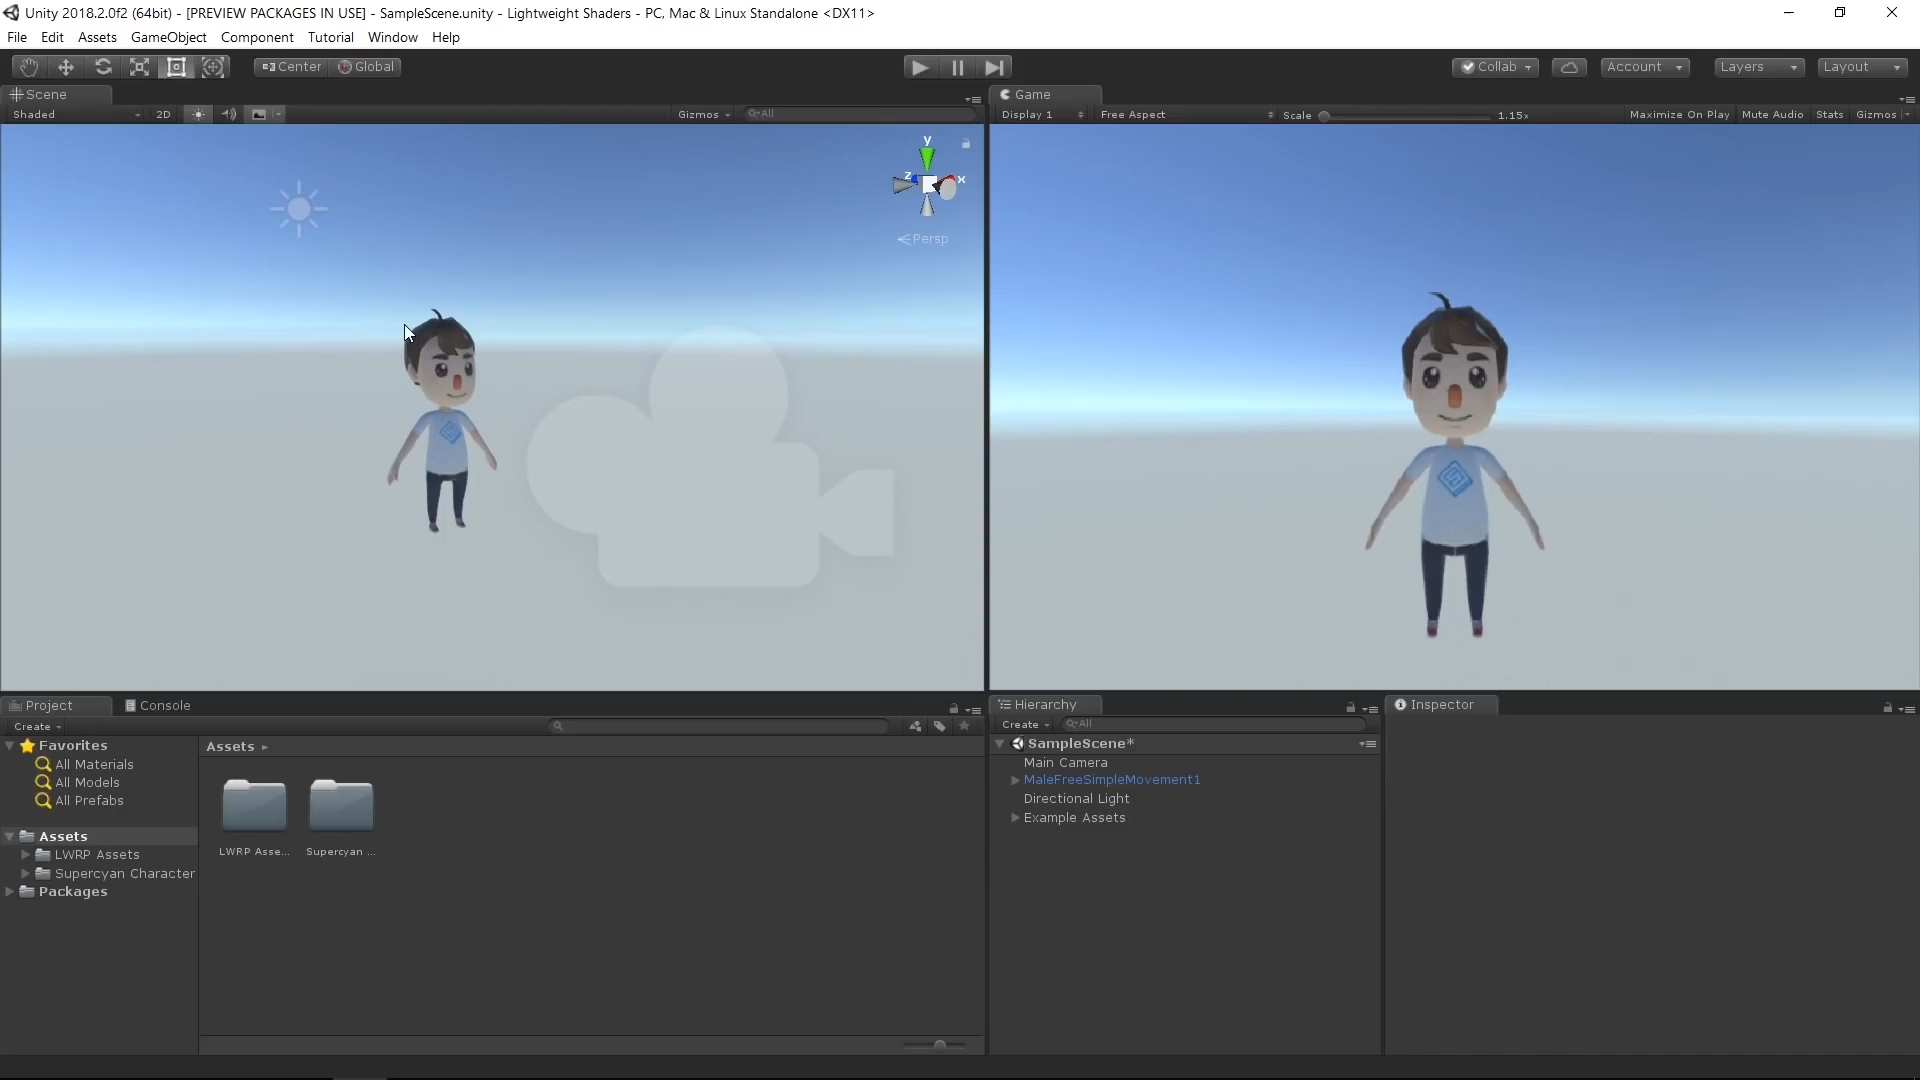 Unity 2018.2.0f2 (64bit) - [PREVIEW PACKAGES IN USE] - SampleScene.unity - Lightweight Shaders - PC, Mac & Linux Standalone <DX11>
File Edit Assets GameObject Component Tutorial Window Help
Center Global Collab Account Layers Layout
Scene
Shaded 2D Gizmos All
y
z
x
Persp
Game
Display 1 Free Aspect Scale 1.15x Maximize On Play Mute Audio Stats Gizmos
Project Console
Create
Favorites
All Materials
All Models
All Prefabs
Assets
LWRP Assets
Supercyan Character
Packages
Assets
LWRP Asse... Supercyan ...
Hierarchy
Create All
SampleScene*
Main Camera
MaleFreeSimpleMovement1
Directional Light
Example Assets
Inspector